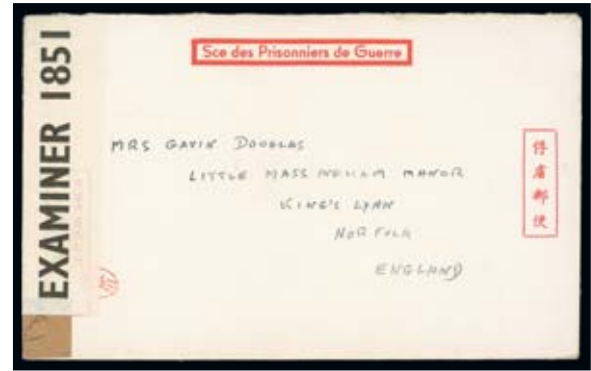 EXAMINER 1851
Sce des Prisonniers de Guerre
MRS GAVIN DOUGLAS
LITTLE MASSINGHAM MANOR
KING'S LYNN
NORFOLK
ENGLAND
俘虜郵便